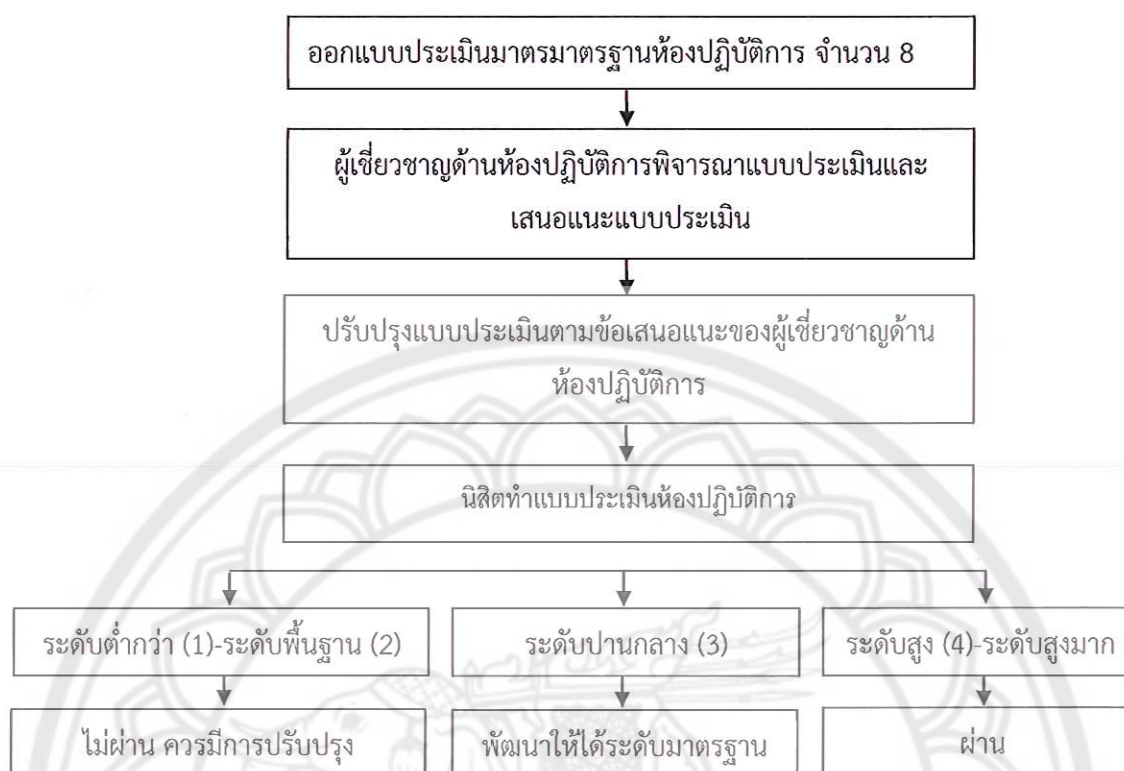 ออกแบบประเมินมาตรมาตรฐานห้องปฏิบัติการ จำนวน 8
ผู้เชี่ยวชาญด้านห้องปฏิบัติการพิจารณาแบบประเมินและ
เสนอแนะแบบประเมิน
ปรับปรุงแบบประเมินตามข้อเสนอแนะของผู้เชี่ยวชาญด้าน
ห้องปฏิบัติการ
นิสิตทำแบบประเมินห้องปฏิบัติการ
ระดับต่ำกว่า (1)-ระดับพื้นฐาน (2)
ระดับปานกลาง (3)
ระดับสูง (4)-ระดับสูงมาก
ไม่ผ่าน ควรมีการปรับปรุง
พัฒนาให้ได้ระดับมาตรฐาน
ผ่าน